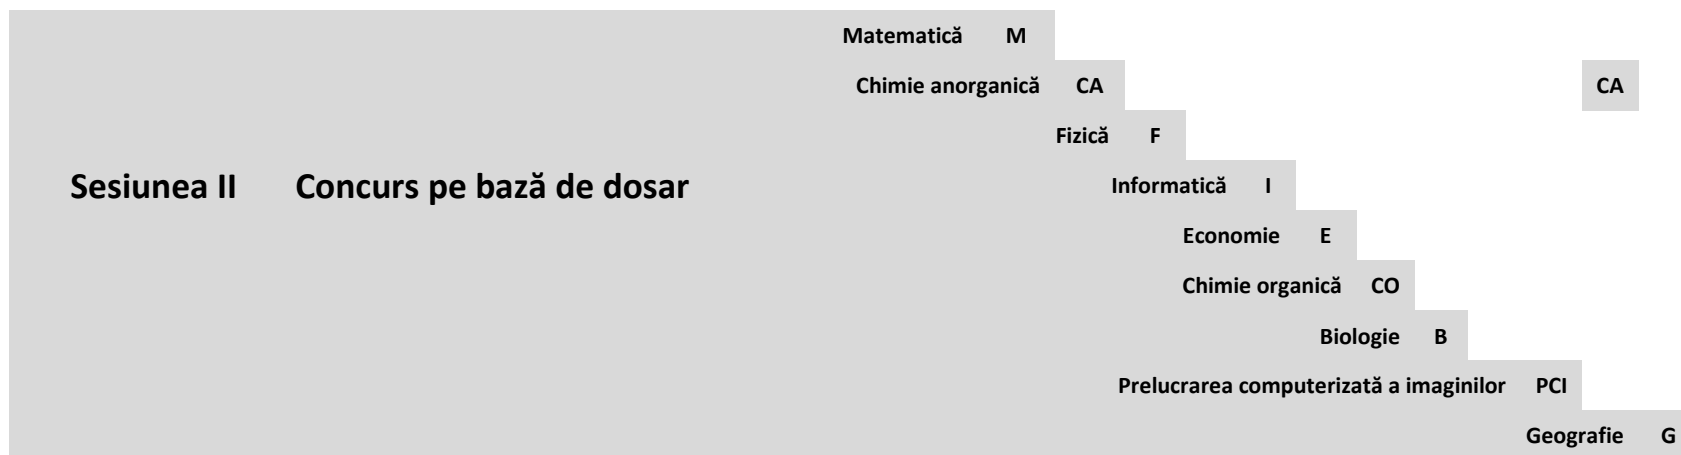 Matematică M
Chimie anorganică CA CA
Fizică F
Sesiunea II Concurs pe bază de dosar Informatică I
Economie E
Chimie organică CO
Biologie B
Prelucrarea computerizată a imaginilor PCI
Geografie G